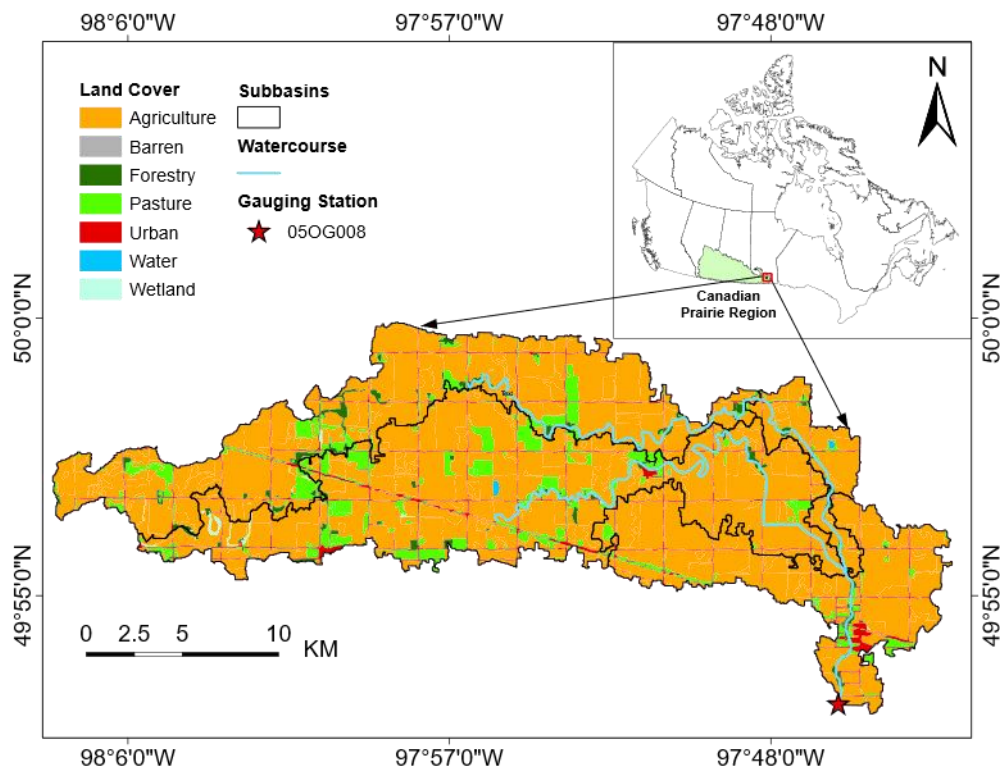 98°6'0"W 97°57'0"W 97°48'0"W
N
Land Cover
Agriculture
Barren
Forestry
Pasture
Urban
Water
Wetland
Subbasins
Watercourse
Gauging Station
05OG008
Canadian
Prairie Region
50°0'0"N
50°0'0"N
49°55'0"N
49°55'0"N
0 2.5 5 10
KM
98°6'0"W 97°57'0"W 97°48'0"W